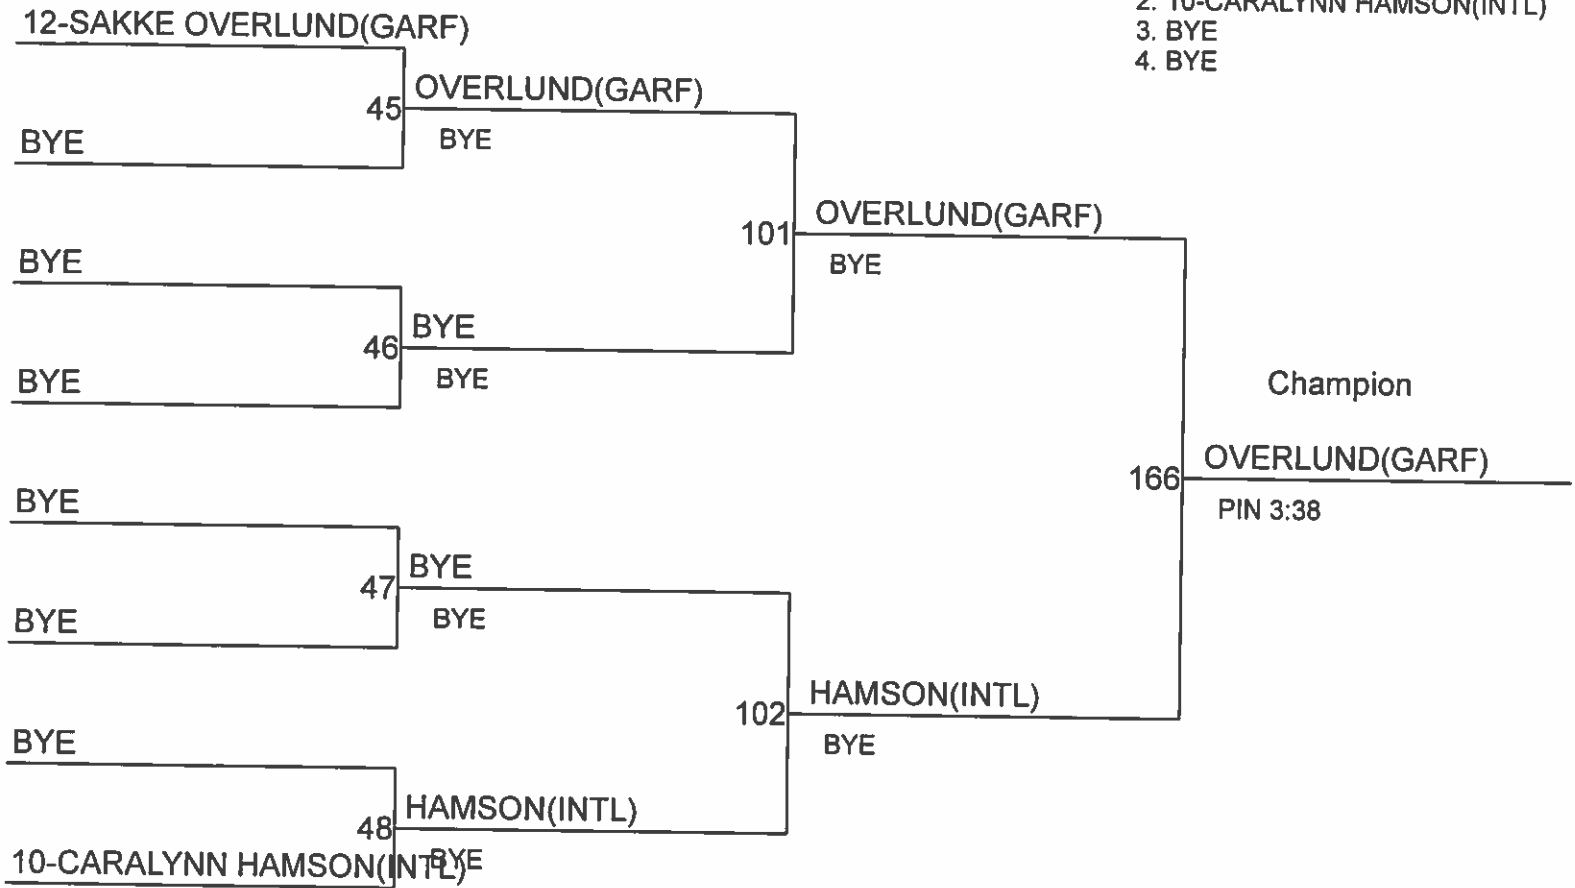 2. 10-CARALYNN HAMSON(INTL)
3. BYE
4. BYE
12-SAKKE OVERLUND(GARF)
45
OVERLUND(GARF)
BYE
BYE
101
OVERLUND(GARF)
BYE
BYE
46
BYE
BYE
BYE
Champion
166
OVERLUND(GARF)
PIN 3:38
BYE
47
BYE
BYE
BYE
102
HAMSON(INTL)
BYE
BYE
48
HAMSON(INTL)
BYE
10-CARALYNN HAMSON(INTL)